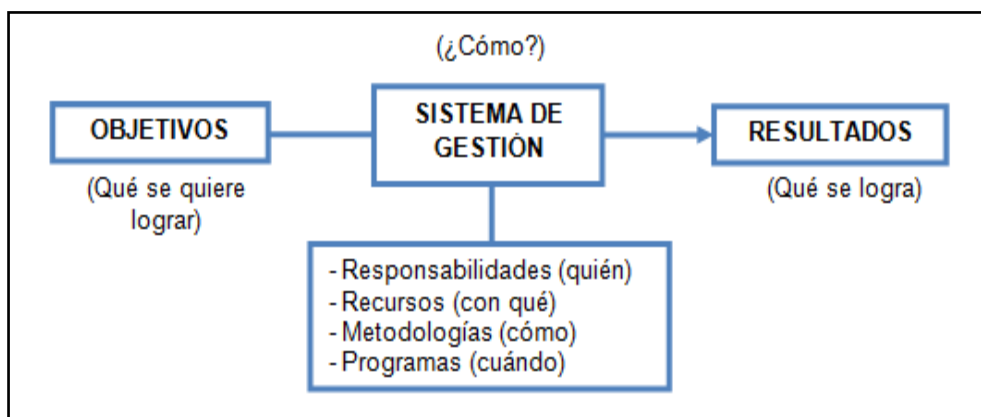 (¿Cómo?)
OBJETIVOS
(Qué se quiere
lograr)
SISTEMA DE
GESTIÓN
RESULTADOS
(Qué se logra)
- Responsabilidades (quién)
- Recursos (con qué)
- Metodologías (cómo)
- Programas (cuándo)